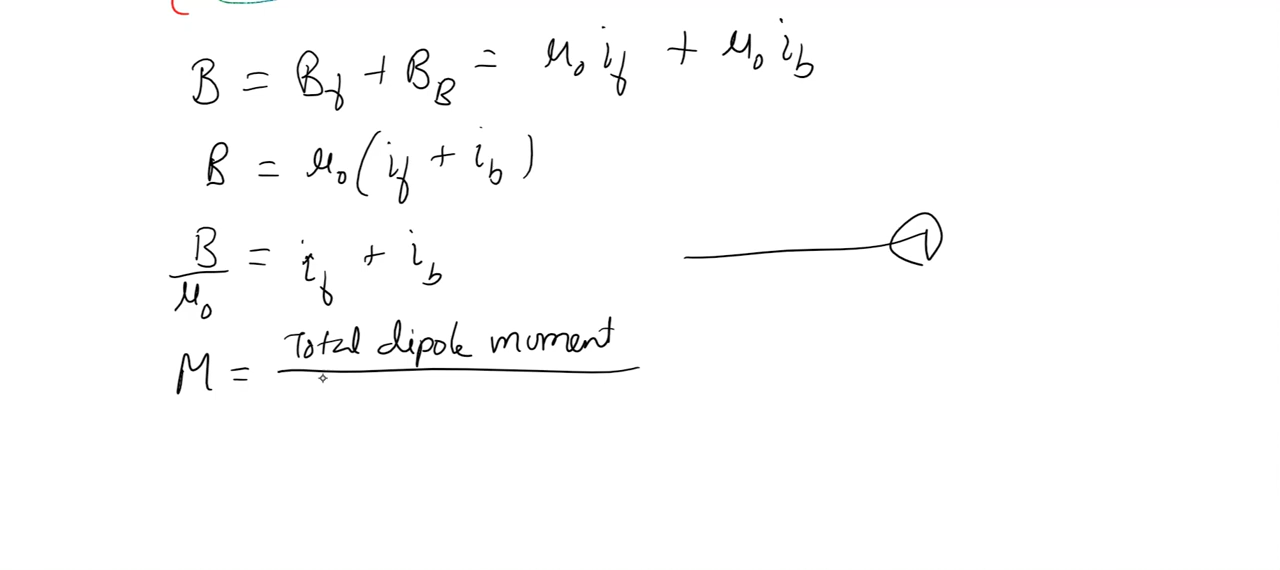 B = B_f + B_B = μ₀ i_f + μ₀ i_b
B = μ₀ (i_f + i_b)
B/μ₀ = i_f + i_b
M = Total dipole moment